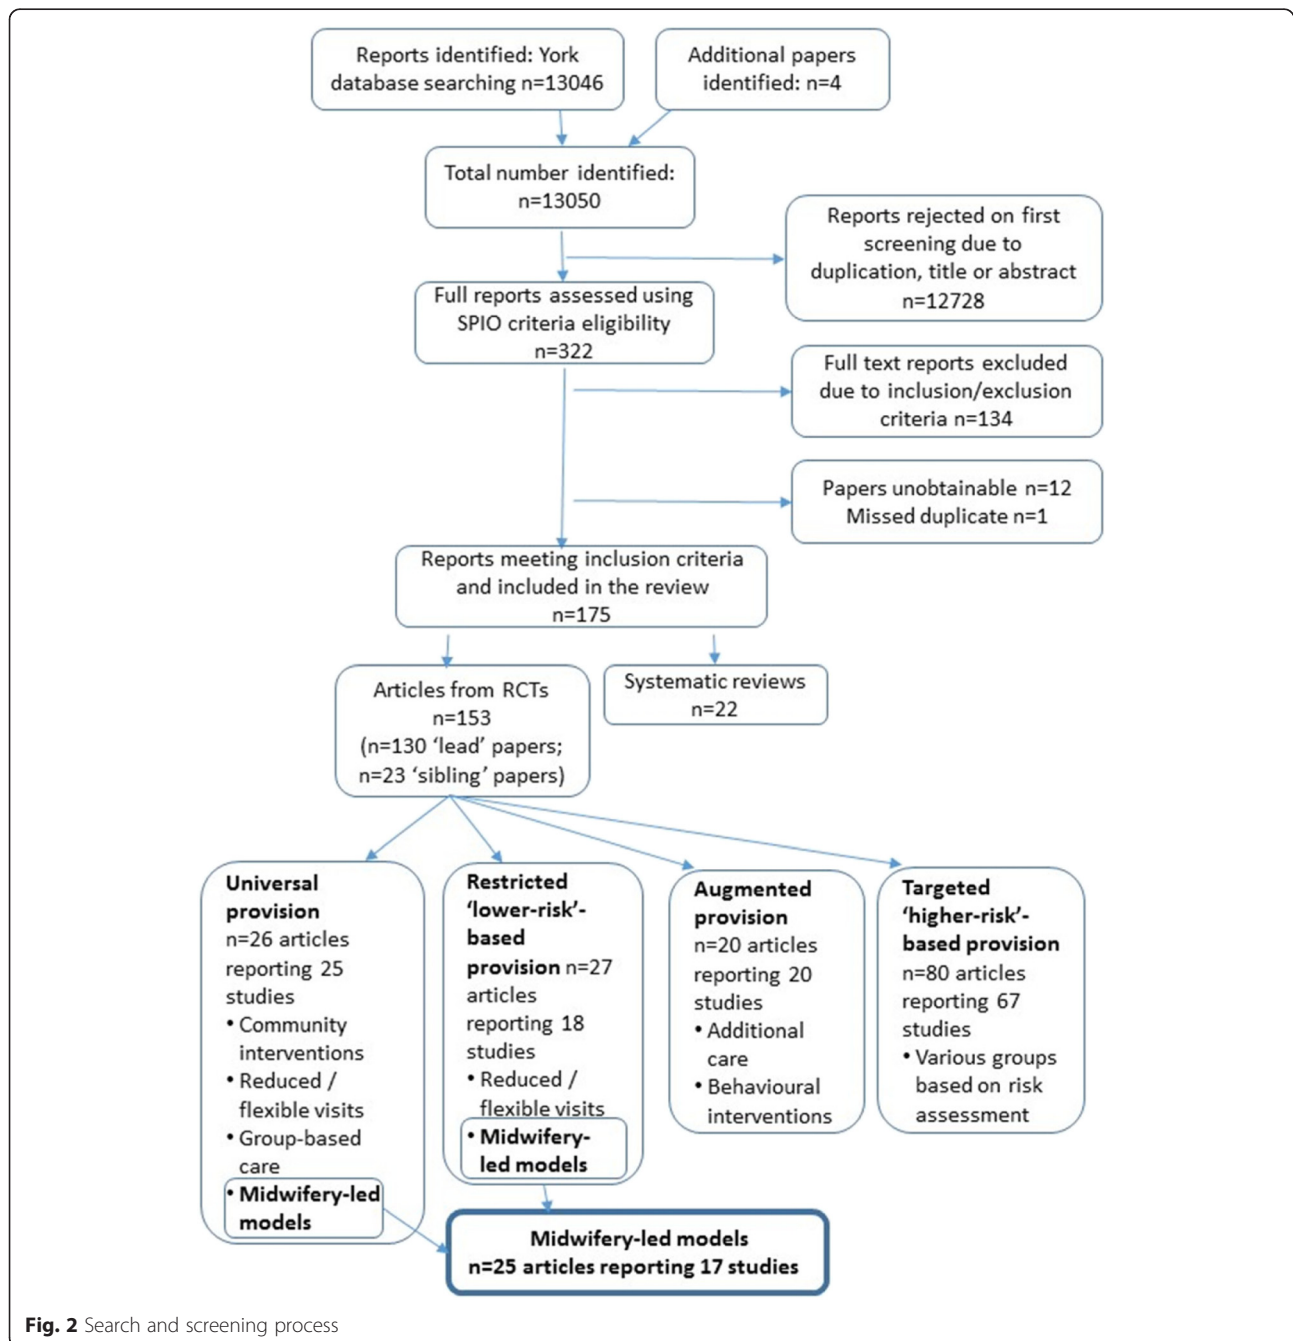 Reports identified: York
database searching n=13046
Additional papers
identified: n=4
Total number identified:
n=13050
Reports rejected on first
screening due to
duplication, title or abstract
n=12728
Full reports assessed using
SPIO criteria eligibility
n=322
Full text reports excluded
due to inclusion/exclusion
criteria n=134
Papers unobtainable n=12
Missed duplicate n=1
Reports meeting inclusion criteria
and included in the review
n=175
Articles from RCTs
n=153
(n=130 ‘lead’ papers;
n=23 ‘sibling’ papers)
Systematic reviews
n=22
Universal
provision
n=26 articles
reporting 25
studies
• Community
interventions
• Reduced /
flexible visits
• Group-based
care
• Midwifery-led
models
Restricted
‘lower-risk’-
based
provision n=27
articles
reporting 18
studies
• Reduced /
flexible visits
• Midwifery-
led models
Augmented
provision
n=20 articles
reporting 20
studies
• Additional
care
• Behavioural
interventions
Targeted
‘higher-risk’-
based provision
n=80 articles
reporting 67
studies
• Various groups
based on risk
assessment
Midwifery-led models
n=25 articles reporting 17 studies
Fig. 2 Search and screening process